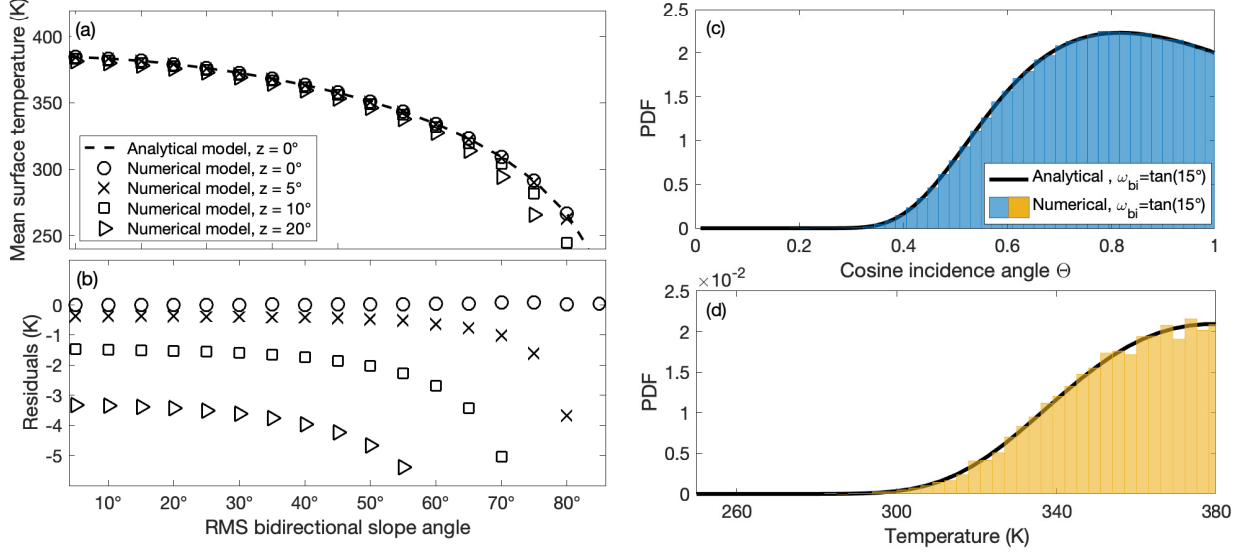 (a)
Mean surface temperature (K)
400
350
300
250
Analytical model, z = 0°
Numerical model, z = 0°
Numerical model, z = 5°
Numerical model, z = 10°
Numerical model, z = 20°
(b)
Residuals (K)
0
-1
-2
-3
-4
-5
10° 20° 30° 40° 50° 60° 70° 80°
RMS bidirectional slope angle
(c)
PDF
2.5
2
1.5
1
0.5
0
Analytical , ω_bi=tan(15°)
Numerical, ω_bi=tan(15°)
0 0.2 0.4 0.6 0.8 1
Cosine incidence angle Θ
×10⁻²
(d)
PDF
2.5
2
1.5
1
0.5
0
260 300 340 380
Temperature (K)